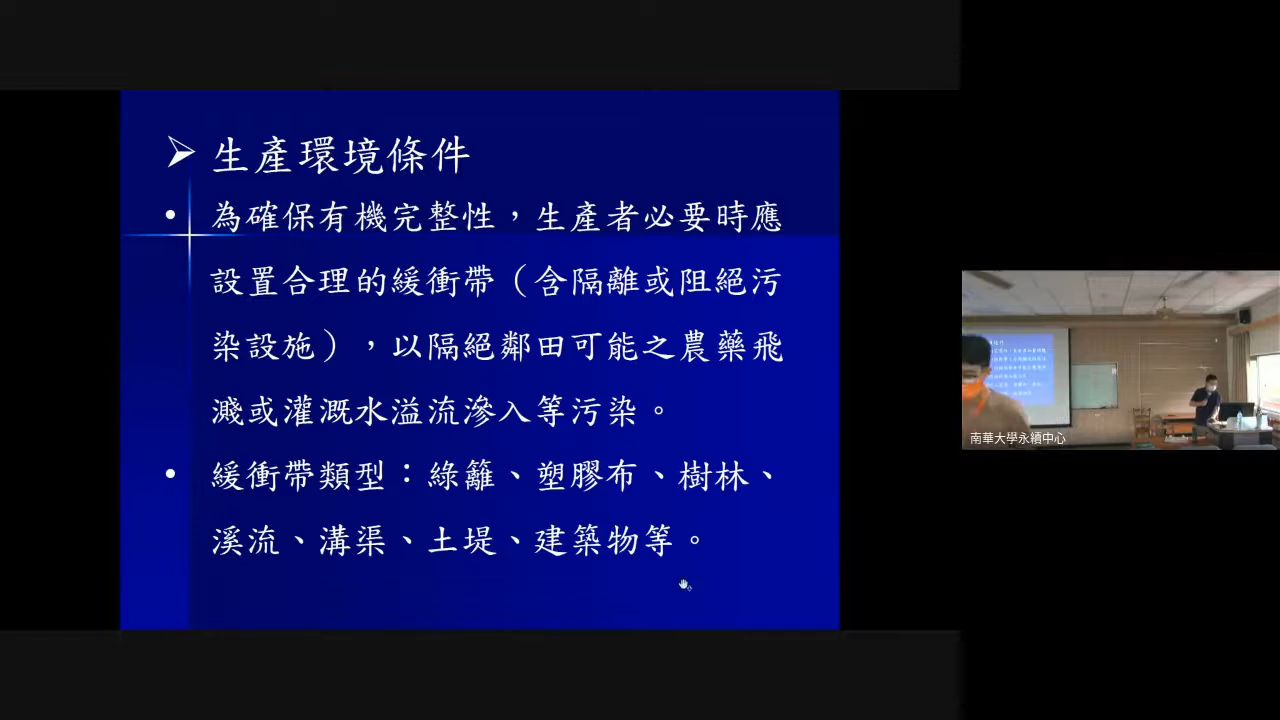 生產環境條件
為確保有機完整性，生產者必要時應
設置合理的緩衝帶（含隔離或阻絕污
染設施），以隔絕鄰田可能之農藥飛
濺或灌溉水溢流滲入等污染。
緩衝帶類型：綠籬、塑膠布、樹林、
溪流、溝渠、土堤、建築物等。
南華大學永續中心